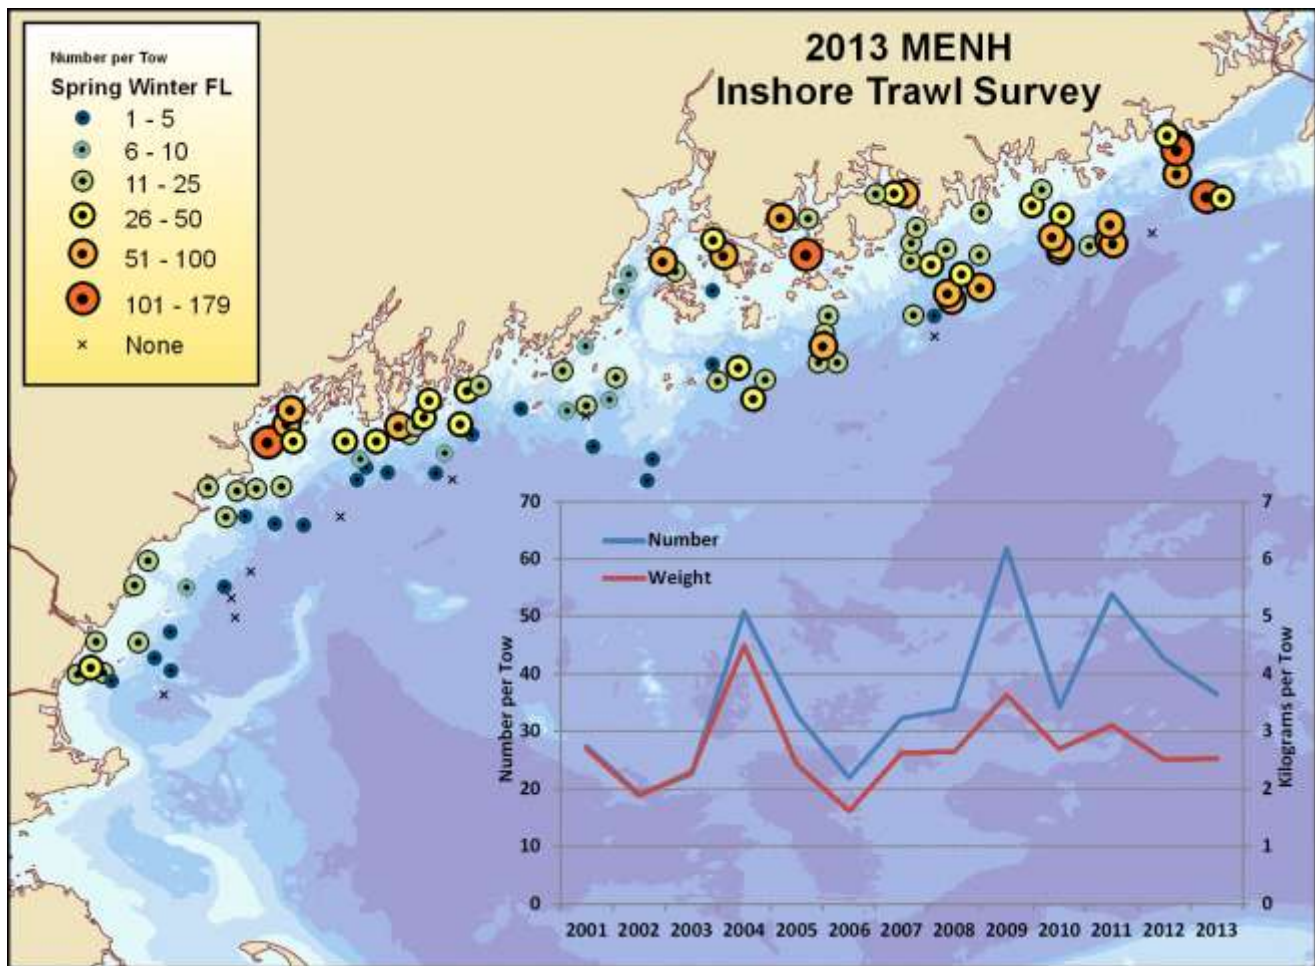 2013 MENH
Inshore Trawl Survey
Number per Tow
Spring Winter FL
1 - 5
6 - 10
11 - 25
26 - 50
51 - 100
101 - 179
× None
Number
Weight
70
60
50
40
30
20
10
0
Number per Tow
7
6
5
4
3
2
1
0
Kilograms per Tow
2001 2002 2003 2004 2005 2006 2007 2008 2009 2010 2011 2012 2013